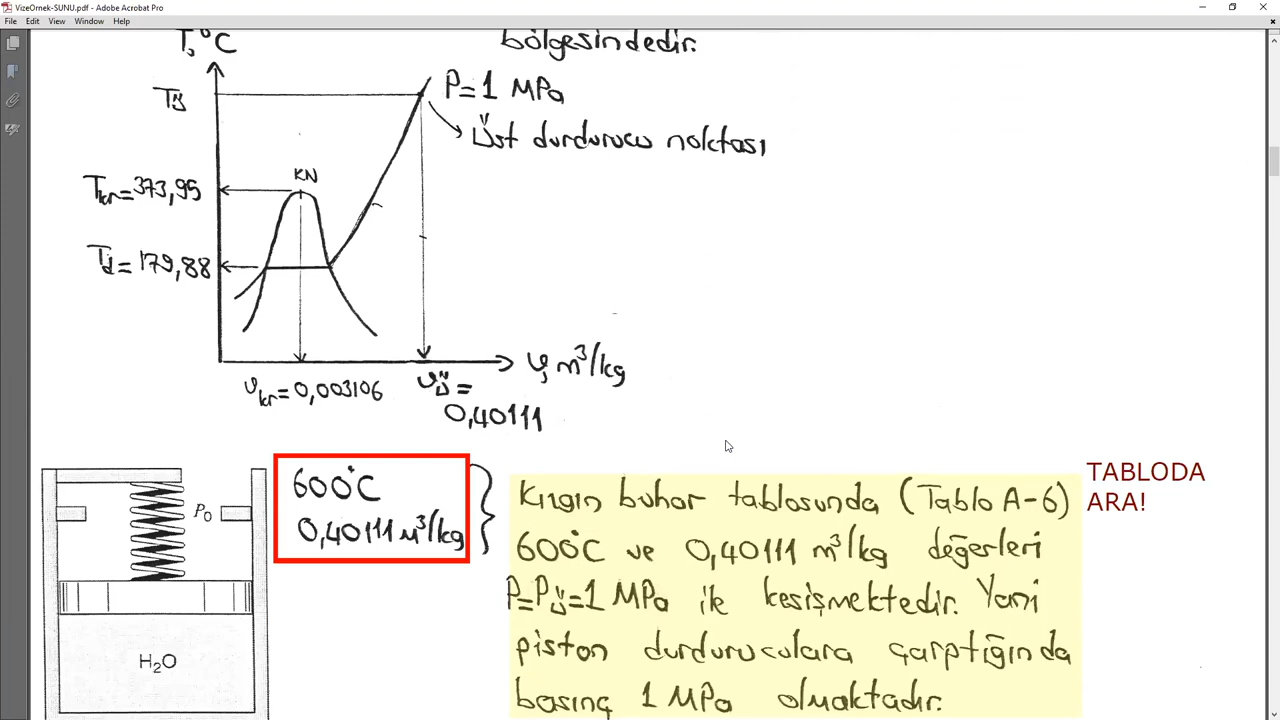 VizeOrnek-SUNU.pdf - Adobe Acrobat Pro
File Edit View Window Help
T, °C
bölgesindedir.
Tü
P=1 MPa
Üst durdurucu noktası
KN
Tkr=373,95
Td=179,88
v, m³/kg
vkr=0,003106
vü=
0,40111
600°C
0,40111 m³/kg
P₀
H₂O
Kızgın buhar tablosunda (Tablo A-6)
600°C ve 0,40111 m³/kg değerleri
P=Pü=1 MPa ile kesişmektedir. Yani
piston durduruculara çarptığında
basınç 1 MPa olmaktadır.
TABLODA
ARA!